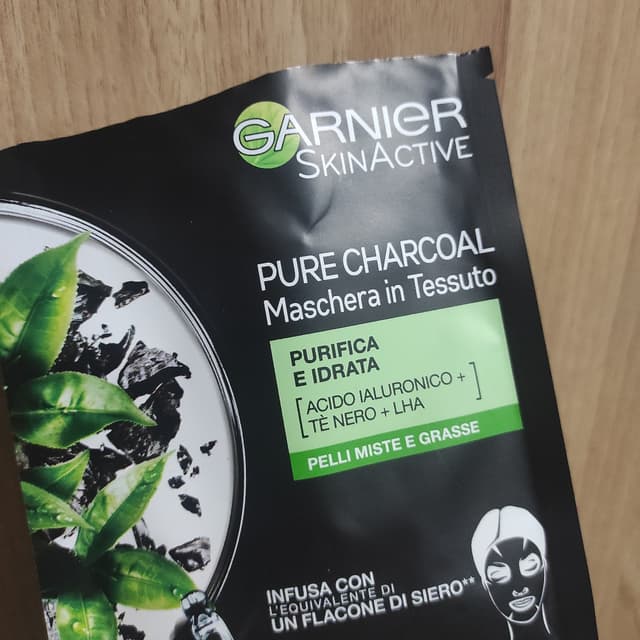 GARNIER
SKINACTIVE
PURE CHARCOAL
Maschera in Tessuto
PURIFICA
E IDRATA
[ACIDO IALURONICO +
TÈ NERO + LHA]
PELLI MISTE E GRASSE
INFUSA CON
L'EQUIVALENTE DI
UN FLACONE DI SIERO**